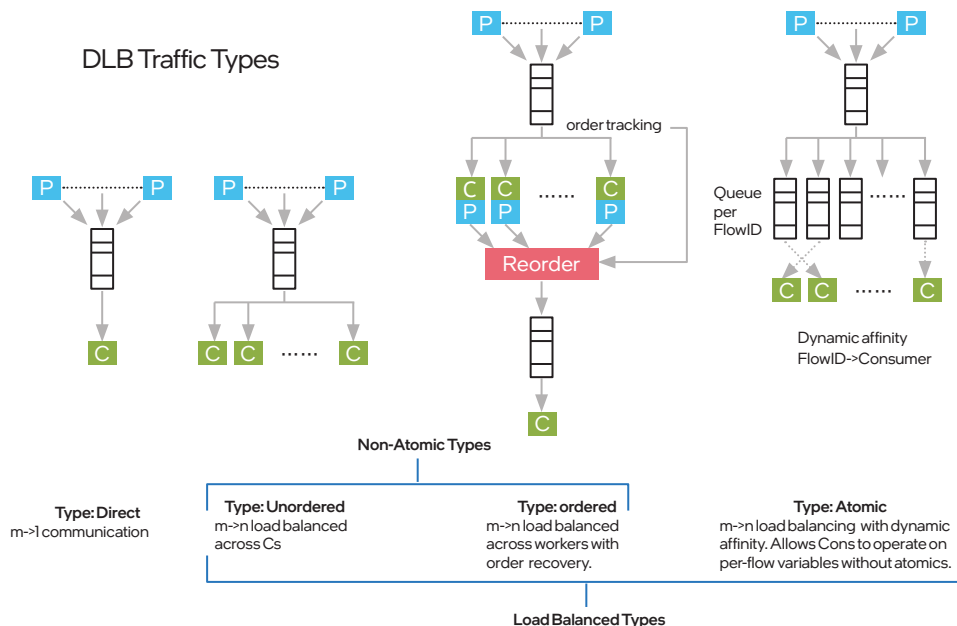 DLB Traffic Types
P P
P P
P P
P P
order tracking
C C ...... C
P P P
Queue
per
FlowID
......
Reorder
C C ...... C
C
C C ...... C
Dynamic affinity
FlowID->Consumer
C
Non-Atomic Types
Type: Direct
m->1 communication
Type: Unordered
m->n load balanced
across Cs
Type: ordered
m->n load balanced
across workers with
order recovery.
Type: Atomic
m->n load balancing with dynamic
affinity. Allows Cons to operate on
per-flow variables without atomics.
Load Balanced Types